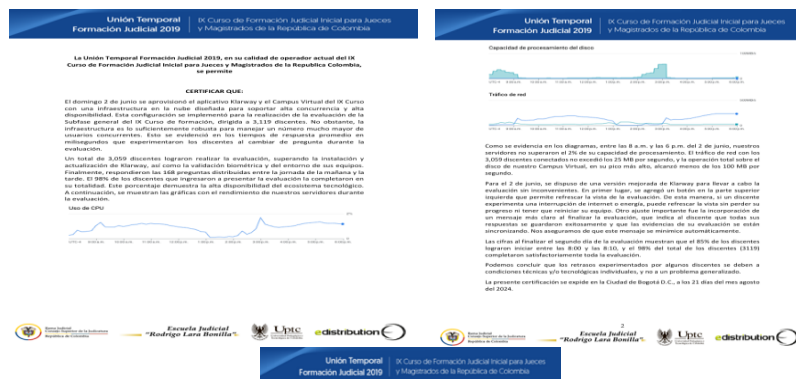 Unión Temporal
Formación Judicial 2019
IX Curso de Formación Judicial Inicial para Jueces
y Magistrados de la República de Colombia
La Unión Temporal Formación Judicial 2019, en su calidad de operador actual del IX
Curso de Formación Judicial Inicial para Jueces y Magistrados de la Republica Colombia,
se permite
CERTIFICAR QUE:
El domingo 2 de junio se aprovisionó el aplicativo Klarway y el Campus Virtual del IX Curso
con una infraestructura en la nube diseñada para soportar alta concurrencia y alta
disponibilidad. Esta configuración se implementó para la realización de la evaluación de la
Subfase general del IX Curso de formación, dirigida a 3,119 discentes. No obstante, la
infraestructura es lo suficientemente robusta para manejar un número mucho mayor de
usuarios concurrentes. Esto se evidenció en los tiempos de respuesta promedio en
milisegundos que experimentaron los discentes al cambiar de pregunta durante la
evaluación.
Un total de 3,059 discentes lograron realizar la evaluación, superando la instalación y
actualización de Klarway, así como la validación biométrica y del entorno de sus equipos.
Finalmente, respondieron las 168 preguntas distribuidas entre la jornada de la mañana y la
tarde. El 98% de los discentes que ingresaron a presentar la evaluación la completaron en
su totalidad. Este porcentaje demuestra la alta disponibilidad del ecosistema tecnológico.
A continuación, se muestran las gráficas con el rendimiento de nuestros servidores durante
la evaluación.
Uso de CPU
Escuela Judicial
"Rodrigo Lara Bonilla"
Uptc
edistribution
Unión Temporal
Formación Judicial 2019
IX Curso de Formación Judicial Inicial para Jueces
y Magistrados de la República de Colombia
Capacidad de procesamiento del disco
Tráfico de red
Como se evidencia en los diagramas, entre las 8 a.m. y las 6 p.m. del 2 de junio, nuestros
servidores no superaron el 2% de su capacidad de procesamiento. El tráfico de red con los
3,059 discentes conectados no excedió los 25 MB por segundo, y la operación total sobre el
disco de nuestro Campus Virtual, en su pico más alto, alcanzó menos de los 100 MB por
segundo.
Para el 2 de junio, se dispuso de una versión mejorada de Klarway para llevar a cabo la
evaluación sin inconvenientes. En primer lugar, se agregó un botón en la parte superior
izquierda que permite refrescar la vista de la evaluación. De esta manera, si un discente
experimenta una interrupción de internet o energía, puede refrescar la vista sin perder su
progreso ni tener que reiniciar su equipo. Otro ajuste importante fue la incorporación de
un mensaje más claro al finalizar la evaluación, que indica al discente que todas sus
respuestas se guardaron exitosamente y que las evidencias de su evaluación se están
sincronizando. Nos aseguramos de que este mensaje se minimice automáticamente.
Las cifras al finalizar el segundo día de la evaluación muestran que el 85% de los discentes
lograron iniciar entre las 8:00 y las 8:10, y el 98% del total de los discentes (3119)
completaron satisfactoriamente toda la evaluación.
Podemos concluir que los retrasos experimentados por algunos discentes se deben a
condiciones técnicas y/o tecnológicas individuales, y no a un problema generalizado.
La presente certificación se expide en la Ciudad de Bogotá D.C., a los 21 días del mes agosto
del 2024.
2
Escuela Judicial
"Rodrigo Lara Bonilla"
Uptc
edistribution
Unión Temporal
Formación Judicial 2019
IX Curso de Formación Judicial Inicial para Jueces
y Magistrados de la República de Colombia